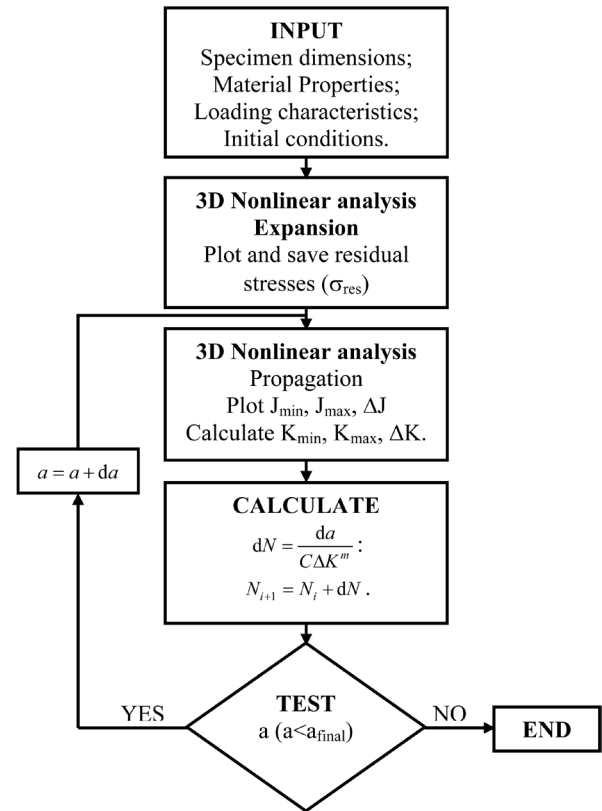 INPUT
Specimen dimensions;
Material Properties;
Loading characteristics;
Initial conditions.
3D Nonlinear analysis
Expansion
Plot and save residual
stresses (σres)
3D Nonlinear analysis
Propagation
Plot Jmin, Jmax, ΔJ
Calculate Kmin, Kmax, ΔK.
a = a + da
CALCULATE
dN = da / CΔK^m :
Ni+1 = Ni + dN .
TEST
a (a<afinal)
YES
NO
END